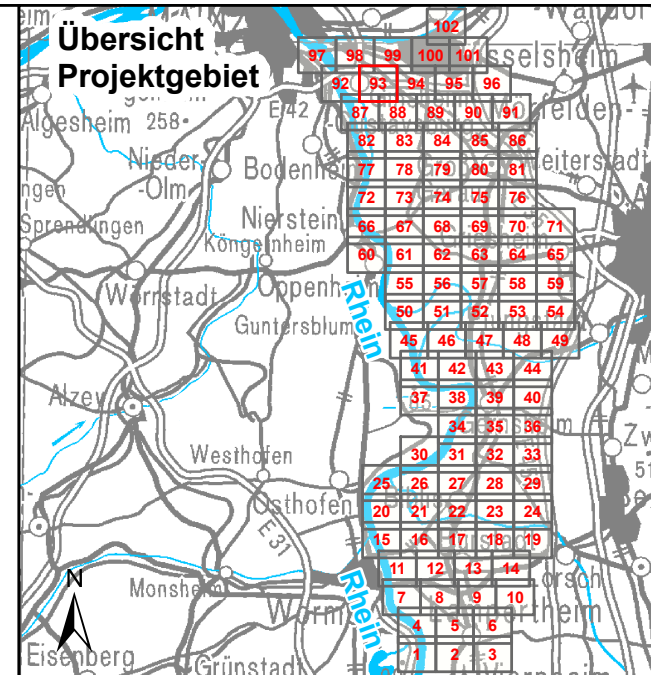 Übersicht
Projektgebiet
102
97 98 99 100 101
sselsheim
92 93 94 95 96
E 42
87 88 89 90 91
Algesheim 258
82 83 84 85 86
Nieder-
-Olm
Bodenheim
77 78 79 80 81
72 73 74 75 76
Nierstein
Sprendlingen
66 67 68 69 70 71
Köngernheim
60 61 62 63 64 65
Wörrstadt
Oppenheim
55 56 57 58 59
Rhein
50 51 52 53 54
Guntersblum
45 46 47 48 49
41 42 43 44
Alzey
37 38 39 40
34 35 36
Westhofen
30 31 32 33
25 26 27 28 29
Osthofen
20 21 22 23 24
E 31
15 16 17 18 19
11 12 13 14
N
Monsheim
Lorsch
Rhein
7 8 9 10
Worms
4 5 6
Eisenberg
Grünstadt
1 2 3